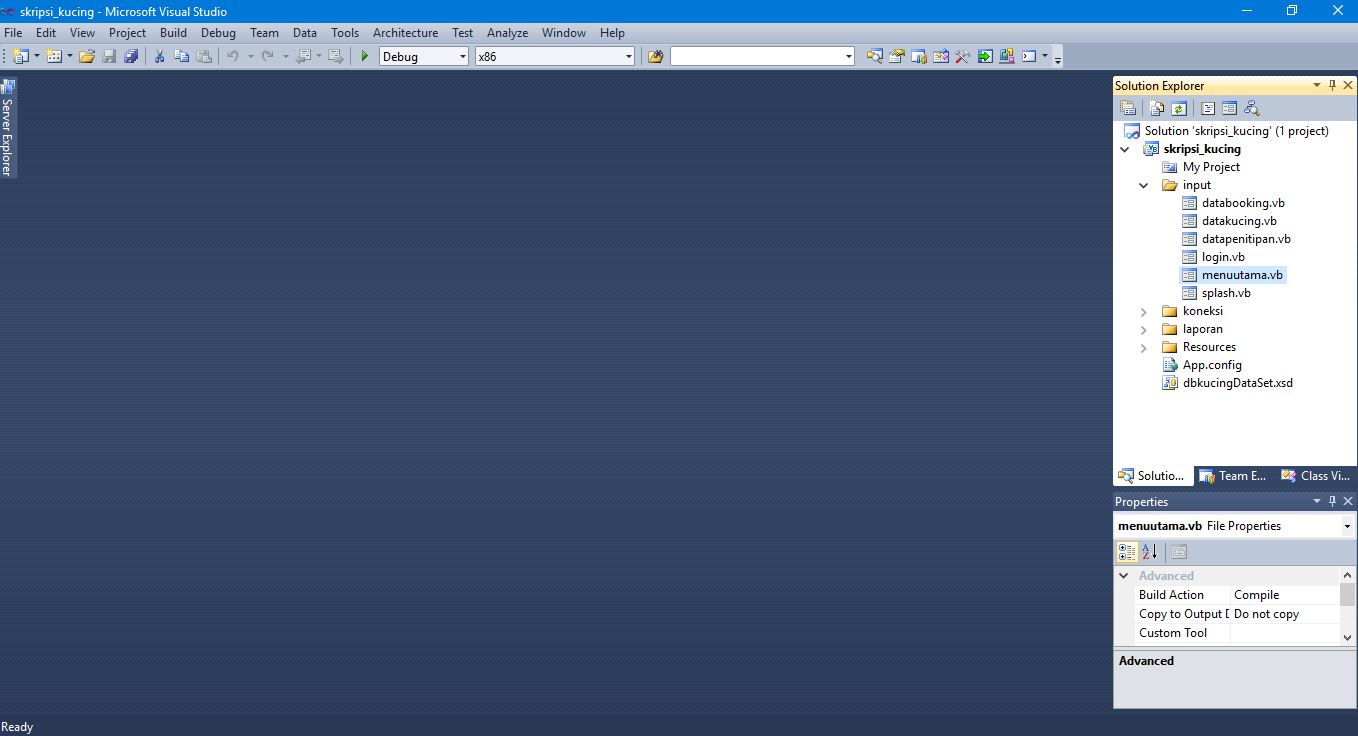 skripsi_kucing - Microsoft Visual Studio
File Edit View Project Build Debug Team Data Tools Architecture Test Analyze Window Help
Debug x86
Server Explorer
Solution Explorer
Solution 'skripsi_kucing' (1 project)
skripsi_kucing
My Project
input
databooking.vb
datakucing.vb
datapenitipan.vb
login.vb
menuutama.vb
splash.vb
koneksi
laporan
Resources
App.config
dbkucingDataSet.xsd
Solutio... Team E... Class Vi...
Properties
menuutama.vb File Properties
Advanced
Build Action Compile
Copy to Output D Do not copy
Custom Tool
Advanced
Ready